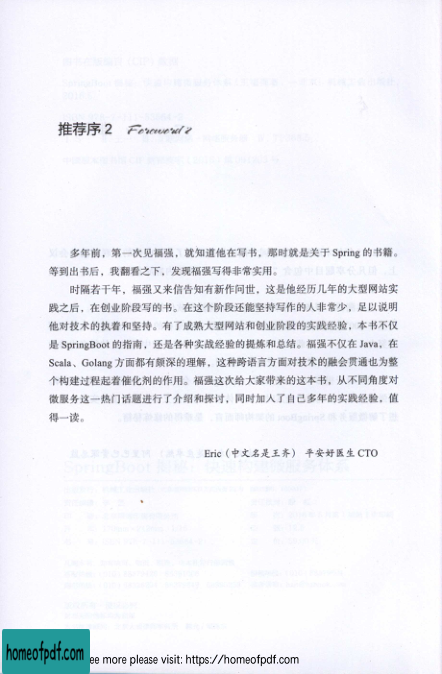 推荐序 2 Foreword 2
多年前，第一次见福强，就知道他在写书，那时就是关于 Spring 的书籍。
等到出书后，我翻看之下，发现福强写得非常实用。
时隔若干年，福强又来信告知有新作问世，这是他经历几年的大型网站实
践之后，在创业阶段写的书。在这个阶段还能坚持写作的人非常少，足以说明
他对技术的执着和坚持。有了成熟大型网站和创业阶段的实践经验，本书不仅
是 SpringBoot 的指南，还是各种实战经验的提炼和总结。福强不仅在 Java，在
Scala、Golang 方面都有颇深的理解，这种跨语言方面对技术的融会贯通也为整
个构建过程起着催化剂的作用。福强这次给大家带来的这本书，从不同角度对
微服务这一热门话题进行了介绍和探讨，同时加入了自己多年的实践经验，值
得一读。
Eric（中文名是王齐） 平安好医生 CTO
homeofpdf.com
ee more please visit: https://homeofpdf.com